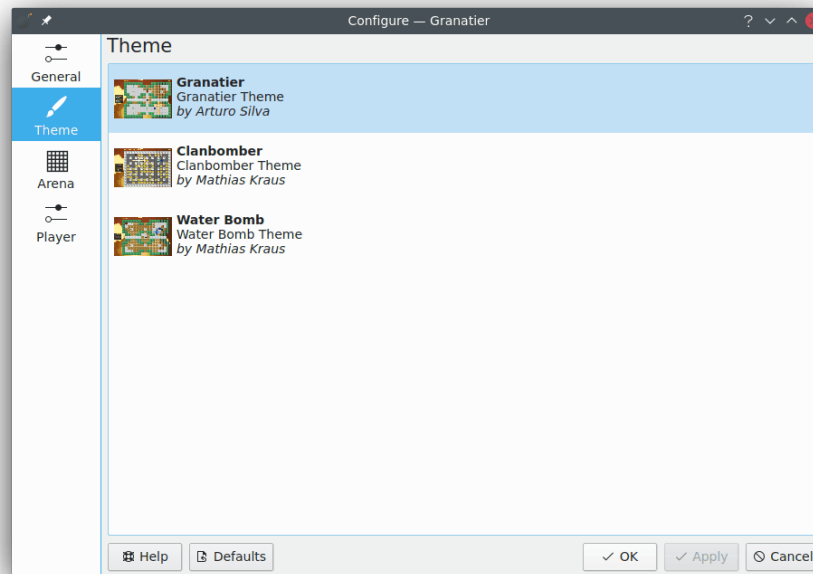 Configure — Granatier
General
Theme
Arena
Player
Theme
Granatier
Granatier Theme
by Arturo Silva
Clanbomber
Clanbomber Theme
by Mathias Kraus
Water Bomb
Water Bomb Theme
by Mathias Kraus
Help
Defaults
OK
Apply
Cancel